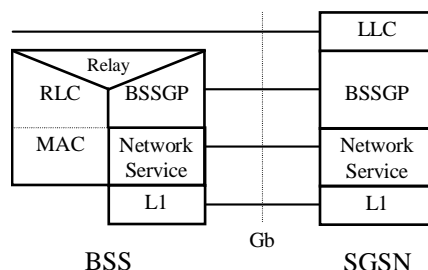 LLC
Relay
RLC
BSSGP
BSSGP
MAC
Network
Service
Network
Service
L1
L1
Gb
BSS
SGSN